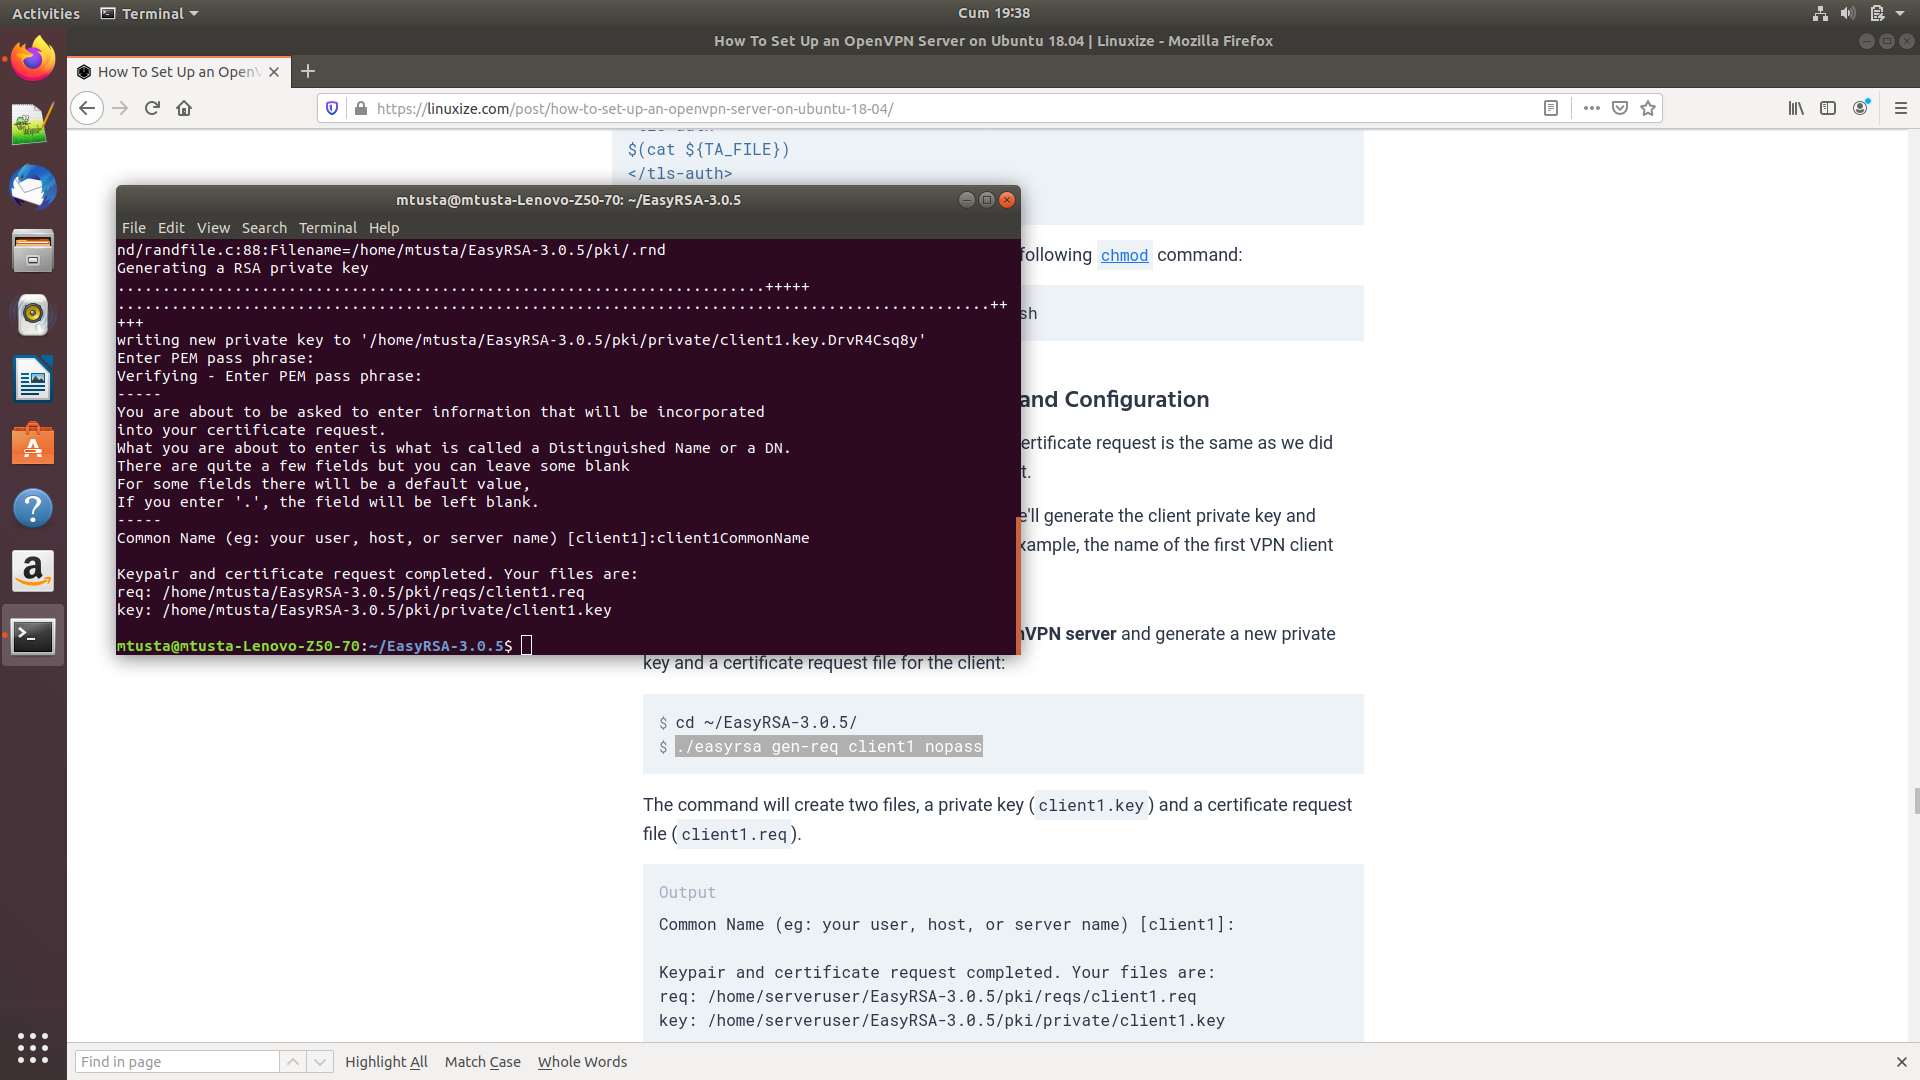 Activities
Terminal
Cum 19:38
How To Set Up an OpenVPN Server on Ubuntu 18.04 | Linuxize - Mozilla Firefox
How To Set Up an OpenV
https://linuxize.com/post/how-to-set-up-an-openvpn-server-on-ubuntu-18-04/
$(cat ${TA_FILE})
</tls-auth>
mtusta@mtusta-Lenovo-Z50-70: ~/EasyRSA-3.0.5
File Edit View Search Terminal Help
nd/randfile.c:88:Filename=/home/mtusta/EasyRSA-3.0.5/pki/.rnd
Generating a RSA private key
........................................................................+++++
.................................................................................................++
+++
writing new private key to '/home/mtusta/EasyRSA-3.0.5/pki/private/client1.key.DrvR4Csq8y'
Enter PEM pass phrase:
Verifying - Enter PEM pass phrase:
-----
You are about to be asked to enter information that will be incorporated
into your certificate request.
What you are about to enter is what is called a Distinguished Name or a DN.
There are quite a few fields but you can leave some blank
For some fields there will be a default value,
If you enter '.', the field will be left blank.
-----
Common Name (eg: your user, host, or server name) [client1]:client1CommonName
Keypair and certificate request completed. Your files are:
req: /home/mtusta/EasyRSA-3.0.5/pki/reqs/client1.req
key: /home/mtusta/EasyRSA-3.0.5/pki/private/client1.key
mtusta@mtusta-Lenovo-Z50-70:~/EasyRSA-3.0.5$
following chmod command:
sh
and Configuration
ertificate request is the same as we did
t.
e'll generate the client private key and
xample, the name of the first VPN client
nVPN server and generate a new private
key and a certificate request file for the client:
$ cd ~/EasyRSA-3.0.5/
$ ./easyrsa gen-req client1 nopass
The command will create two files, a private key (client1.key) and a certificate request
file (client1.req).
Output
Common Name (eg: your user, host, or server name) [client1]:
Keypair and certificate request completed. Your files are:
req: /home/serveruser/EasyRSA-3.0.5/pki/reqs/client1.req
key: /home/serveruser/EasyRSA-3.0.5/pki/private/client1.key
Find in page
Highlight All
Match Case
Whole Words